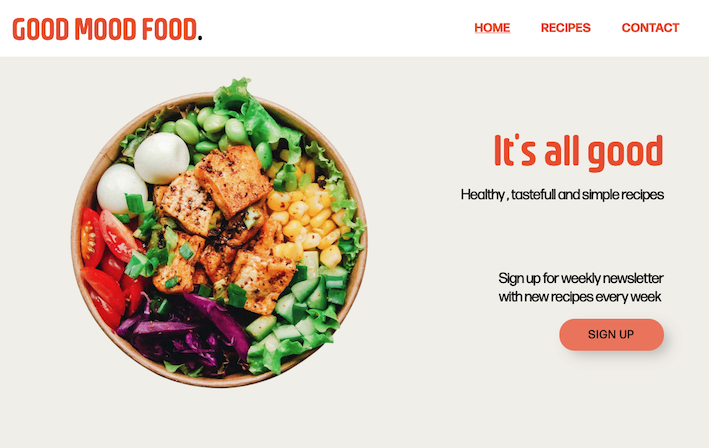 GOOD MOOD FOOD.
HOME RECIPES CONTACT
It's all good
Healthy , tastefull and simple recipes
Sign up for weekly newsletter
with new recipes every week
SIGN UP